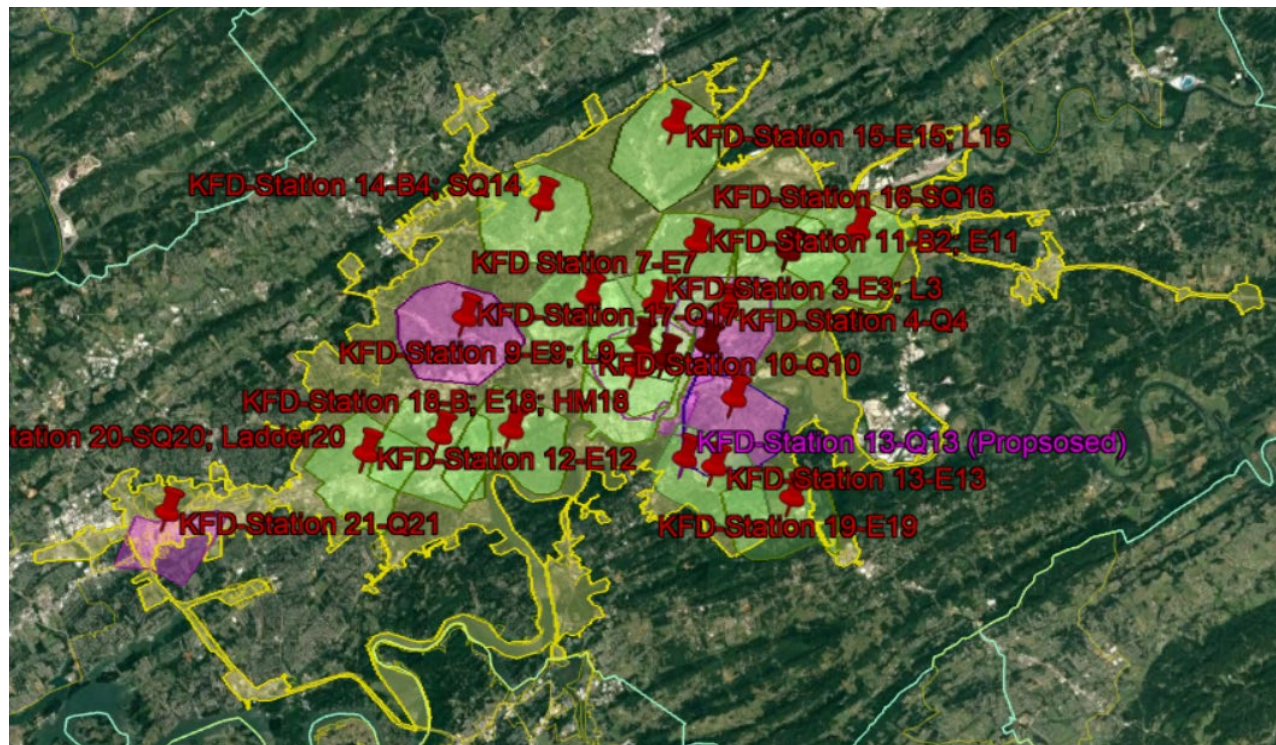 KFD-Station 15-E15; L15
KFD-Station 14-B4; SQ14
KFD-Station 16-SQ16
KFD-Station 11-B2; E11
KFD Station 7-E7
KFD-Station 3-E3; L3
KFD-Station 17-Q17
KFD-Station 4-Q4
KFD-Station 9-E9; L9
KFD-Station 10-Q10
KFD-Station 18-B; E18; HM18
tation 20-SQ20; Ladder20
KFD-Station 13-Q13 (Propsosed)
KFD-Station 12-E12
KFD-Station 13-E13
KFD-Station 21-Q21
KFD-Station 19-E19